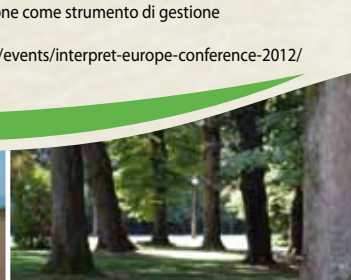 one come strumento di gestione
/events/interpret-europe-conference-2012/